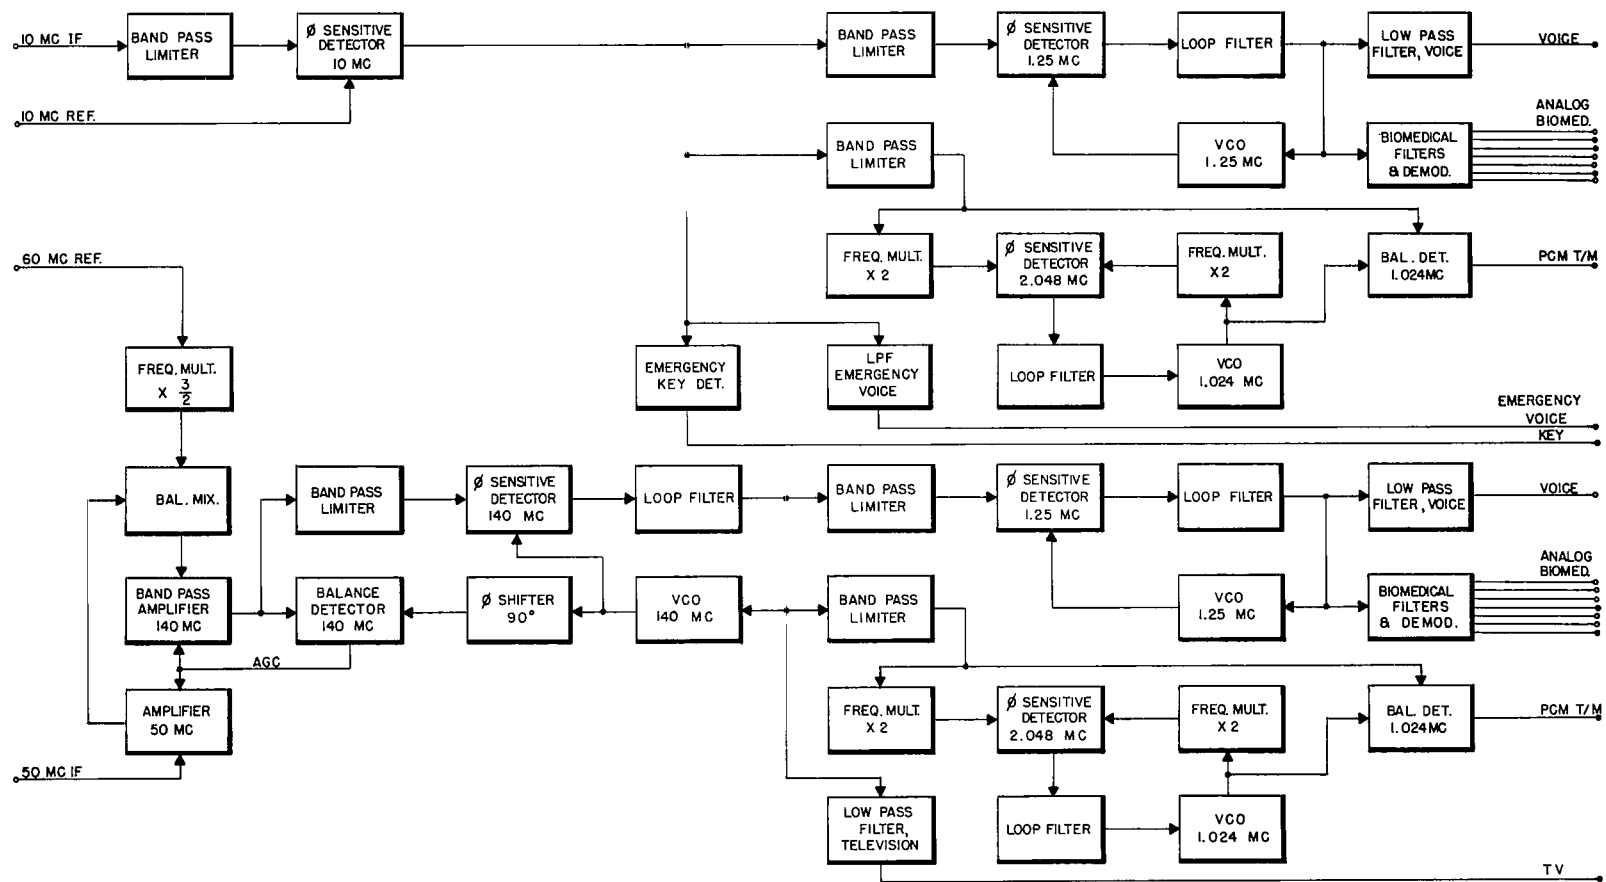 10 MC IF
BAND PASS
LIMITER
Ø SENSITIVE
DETECTOR
10 MC
BAND PASS
LIMITER
Ø SENSITIVE
DETECTOR
1.25 MC
LOOP FILTER
LOW PASS
FILTER, VOICE
VOICE
10 MC REF.
BAND PASS
LIMITER
VCO
1.25 MC
BIOMEDICAL
FILTERS
& DEMOD.
ANALOG
BIOMED.
60 MC REF.
FREQ. MULT.
X 2
Ø SENSITIVE
DETECTOR
2.048 MC
FREQ. MULT.
X 2
BAL. DET.
1.024 MC
PCM T/M
FREQ. MULT.
X 3/2
EMERGENCY
KEY DET.
LPF
EMERGENCY
VOICE
LOOP FILTER
VCO
1.024 MC
EMERGENCY
VOICE
KEY
BAL. MIX.
BAND PASS
LIMITER
Ø SENSITIVE
DETECTOR
140 MC
LOOP FILTER
BAND PASS
LIMITER
Ø SENSITIVE
DETECTOR
1.25 MC
LOOP FILTER
LOW PASS
FILTER, VOICE
VOICE
BAND PASS
AMPLIFIER
140 MC
BALANCE
DETECTOR
140 MC
Ø SHIFTER
90°
VCO
140 MC
BAND PASS
LIMITER
VCO
1.25 MC
BIOMEDICAL
FILTERS
& DEMOD.
ANALOG
BIOMED.
AGC
AMPLIFIER
50 MC
FREQ. MULT.
X 2
Ø SENSITIVE
DETECTOR
2.048 MC
FREQ. MULT.
X 2
BAL. DET.
1.024 MC
PCM T/M
50 MC IF
LOW PASS
FILTER,
TELEVISION
LOOP FILTER
VCO
1.024 MC
TV